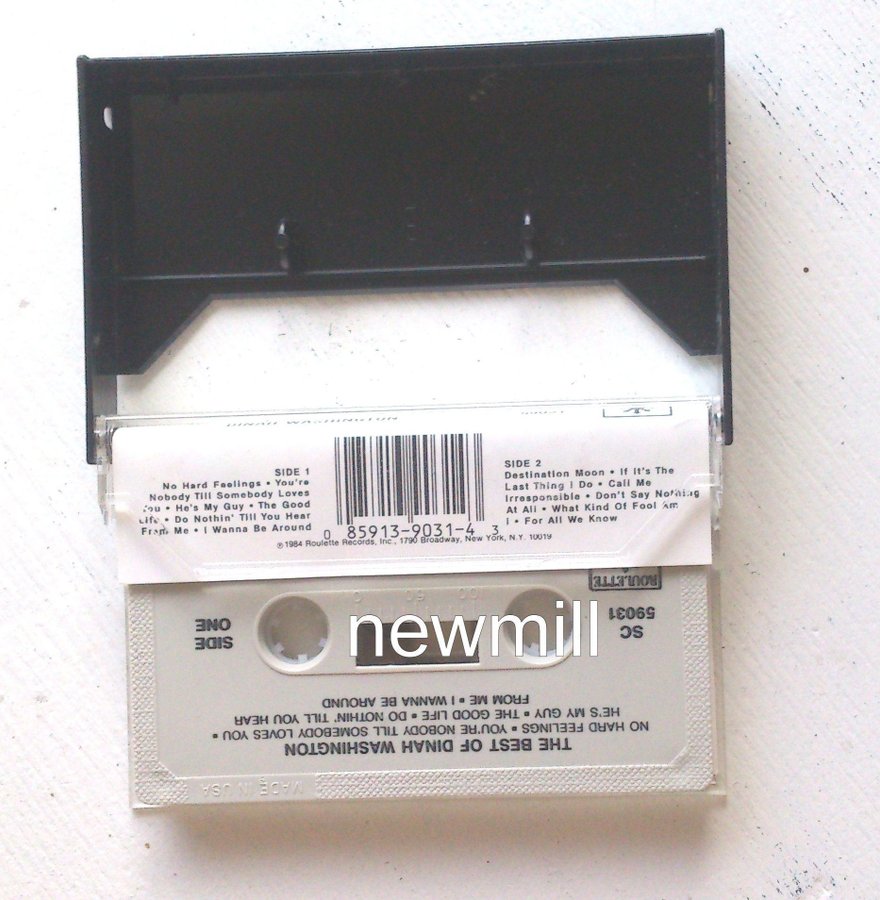 DINAH WASHINGTON
SIDE 1
No Hard Feelings • You're
Nobody Till Somebody Loves
You • He's My Guy • The Good
Life • Do Nothin' Till You Hear
From Me • I Wanna Be Around
SIDE 2
Destination Moon • If It's The
Last Thing I Do • Call Me
Irresponsible • Don't Say Nothing
At All • What Kind Of Fool Am
I • For All We Know
0 85913-9031-4 3
℗ 1984 Roulette Records, Inc., 1790 Broadway, New York, N.Y. 10019
newmill
THE BEST OF DINAH WASHINGTON
NO HARD FEELINGS • YOU'RE NOBODY TILL SOMEBODY LOVES YOU •
HE'S MY GUY • THE GOOD LIFE • DO NOTHIN' TILL YOU HEAR
FROM ME • I WANNA BE AROUND
SC
59031
SIDE
ONE
100 50 0
ROULETTE
MADE IN USA